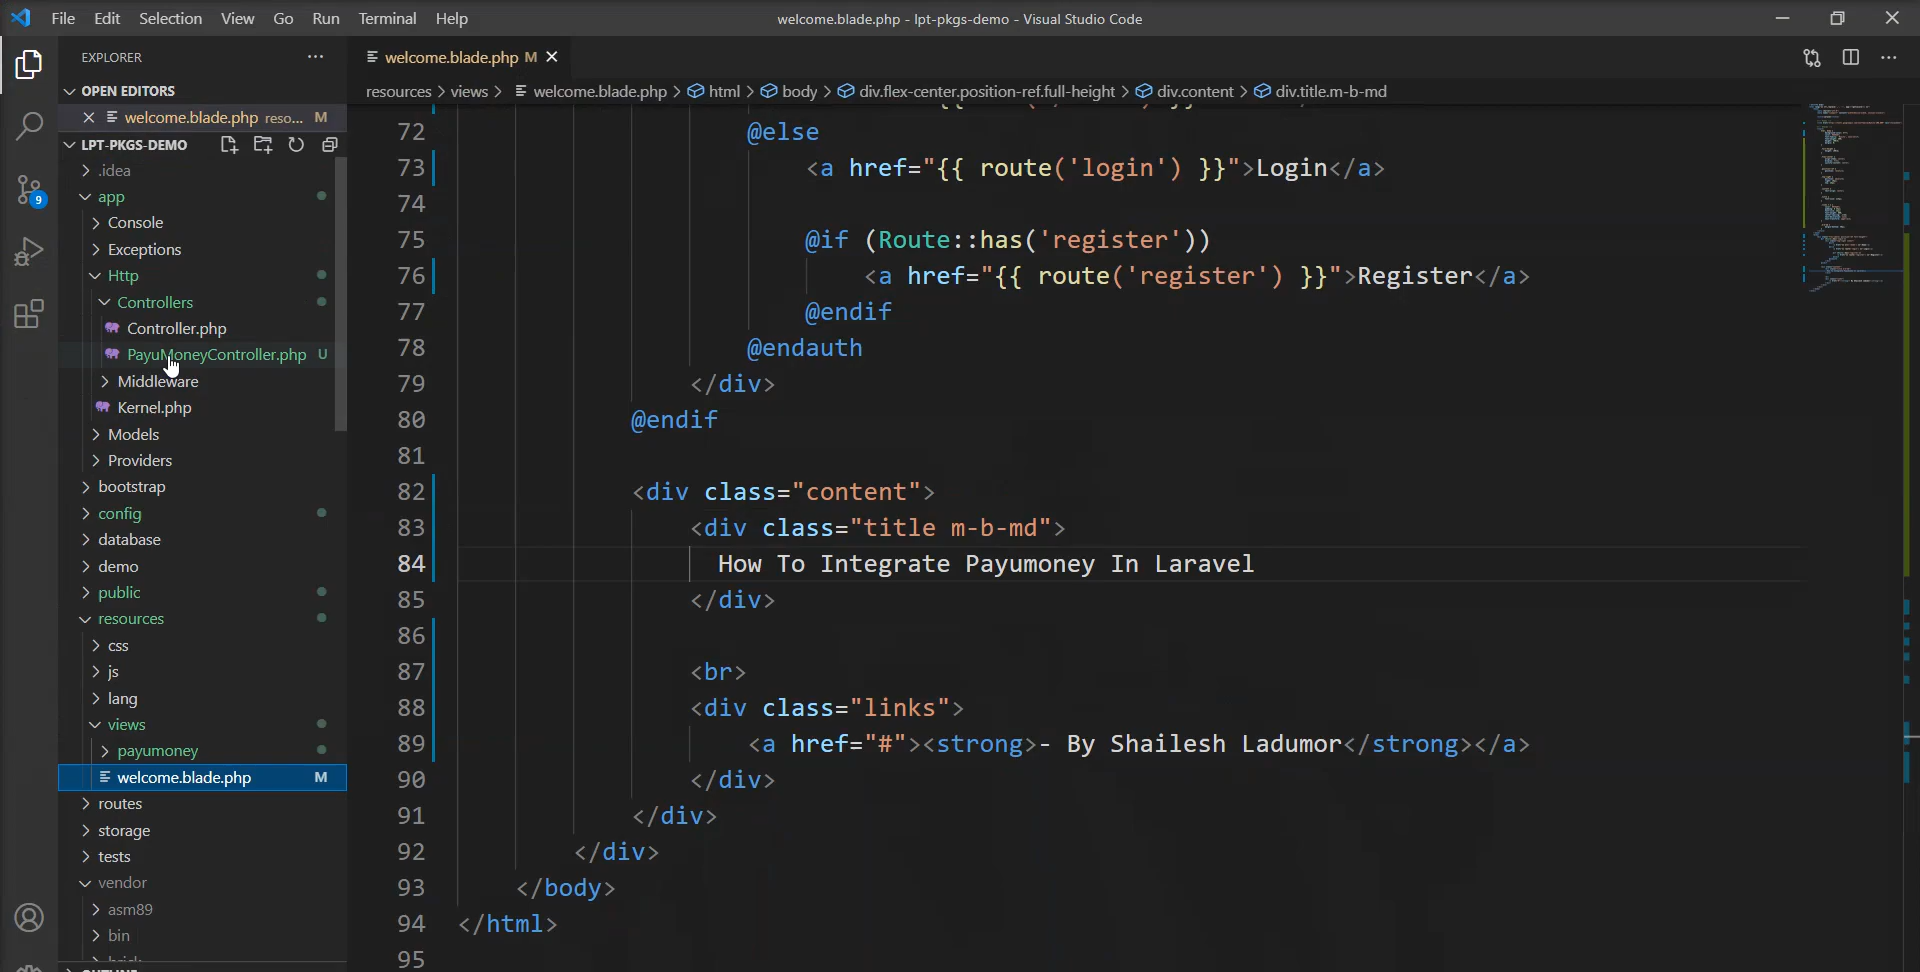 File Edit Selection View Go Run Terminal Help
welcome.blade.php - lpt-pkgs-demo - Visual Studio Code
EXPLORER
OPEN EDITORS
welcome.blade.php reso... M
LPT-PKGS-DEMO
.idea
app
Console
Exceptions
Http
Controllers
Controller.php
PayuMoneyController.php U
Middleware
Kernel.php
Models
Providers
bootstrap
config
database
demo
public
resources
css
js
lang
views
payumoney
welcome.blade.php M
routes
storage
tests
vendor
asm89
bin
9
welcome.blade.php M
resources > views > welcome.blade.php > html > body > div.flex-center.position-ref.full-height > div.content > div.title.m-b-md
72 @else
73 <a href="{{ route('login') }}">Login</a>
74
75 @if (Route::has('register'))
76 <a href="{{ route('register') }}">Register</a>
77 @endif
78 @endauth
79 </div>
80 @endif
81
82 <div class="content">
83 <div class="title m-b-md">
84 How To Integrate Payumoney In Laravel
85 </div>
86
87 <br>
88 <div class="links">
89 <a href="#"><strong>- By Shailesh Ladumor</strong></a>
90 </div>
91 </div>
92 </div>
93 </body>
94 </html>
95